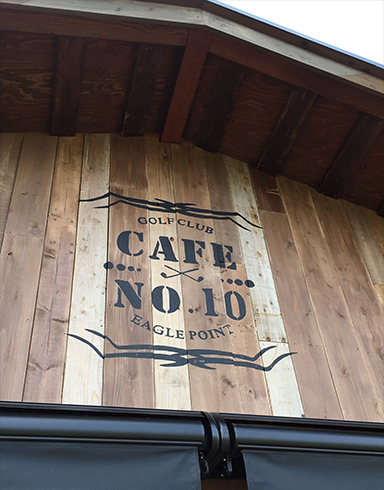 GOLF CLUB
CAFE
NO.10
EAGLE POINT